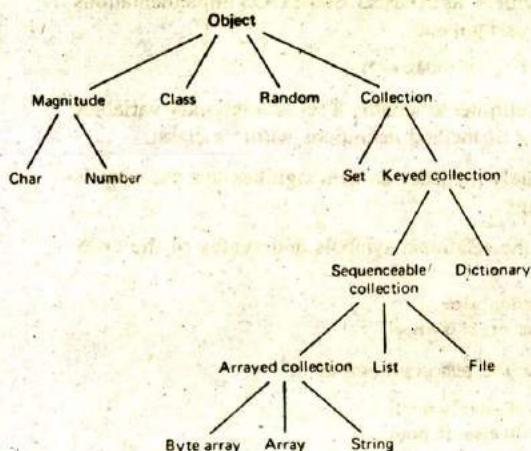 Object
Magnitude Class Random Collection
Char Number Set Keyed collection
Sequenceable Dictionary
collection
Arrayed collection List File
Byte array Array String